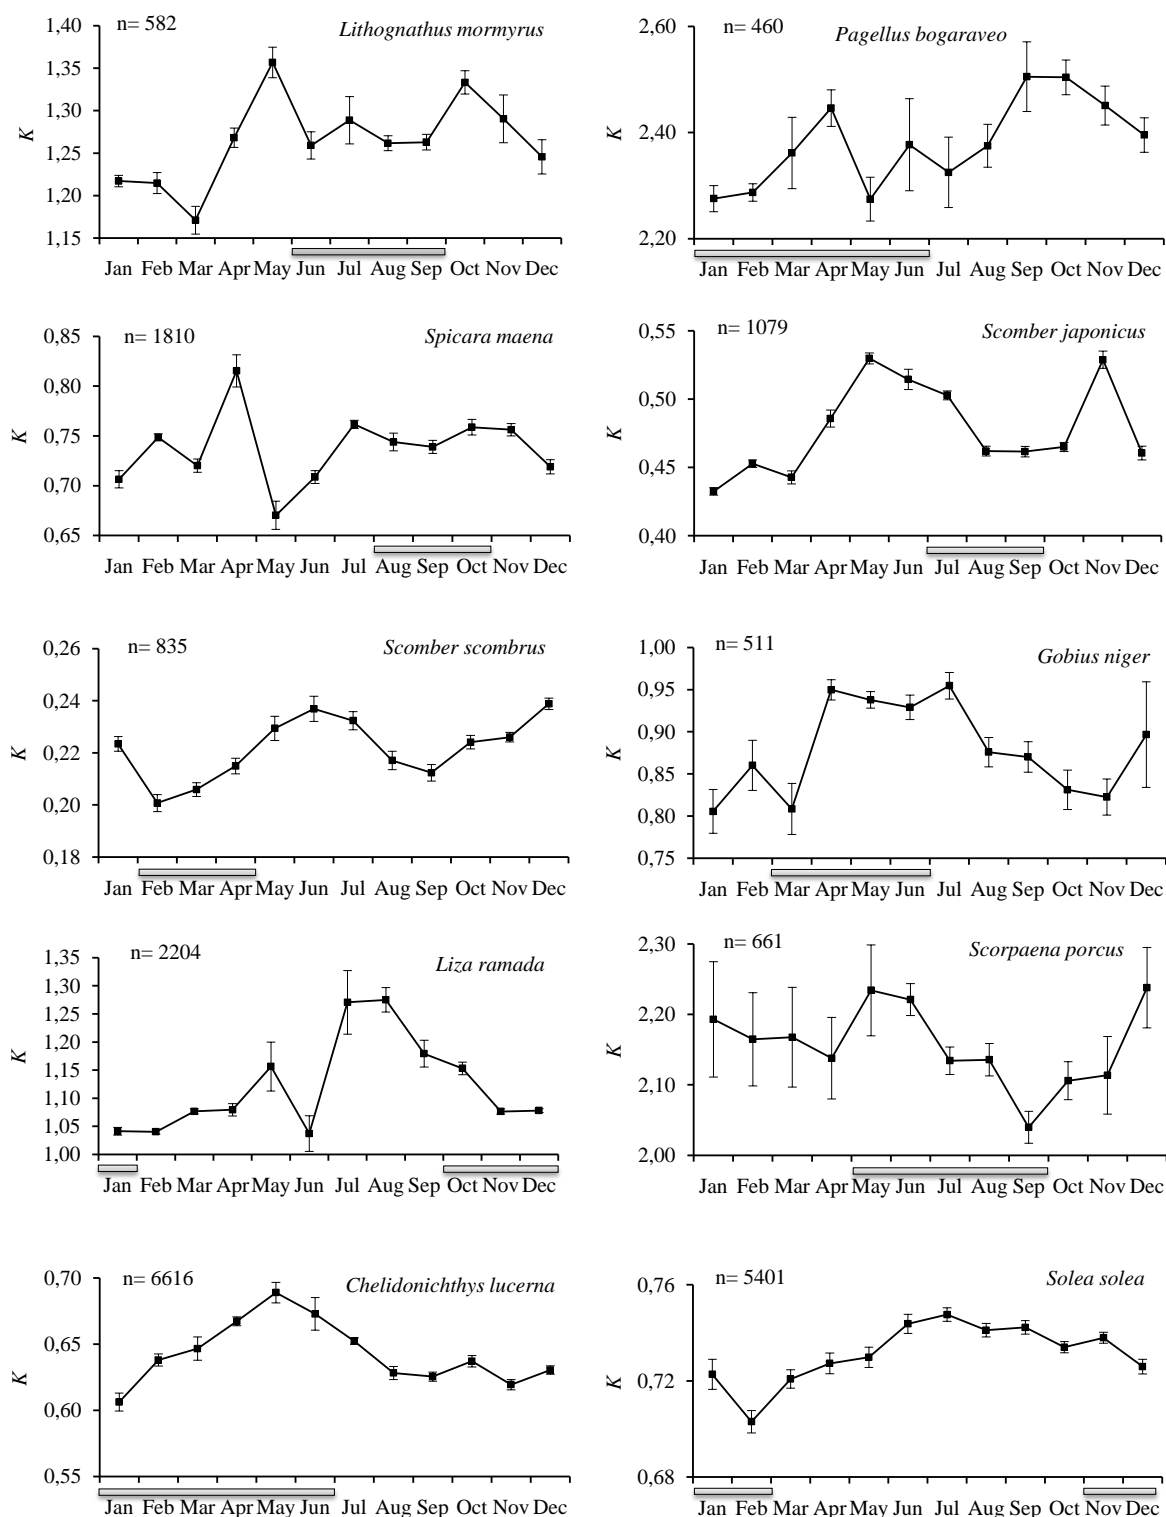 n= 582
Lithognathus mormyrus
1,40
1,35
1,30
1,25
1,20
1,15
K
Jan Feb Mar Apr May Jun Jul Aug Sep Oct Nov Dec
n= 460
Pagellus bogaraveo
2,60
2,40
2,20
K
Jan Feb Mar Apr May Jun Jul Aug Sep Oct Nov Dec
n= 1810
Spicara maena
0,85
0,80
0,75
0,70
0,65
K
Jan Feb Mar Apr May Jun Jul Aug Sep Oct Nov Dec
n= 1079
Scomber japonicus
0,55
0,50
0,45
0,40
K
Jan Feb Mar Apr May Jun Jul Aug Sep Oct Nov Dec
n= 835
Scomber scombrus
0,26
0,24
0,22
0,20
0,18
K
Jan Feb Mar Apr May Jun Jul Aug Sep Oct Nov Dec
n= 511
Gobius niger
1,00
0,95
0,90
0,85
0,80
0,75
K
Jan Feb Mar Apr May Jun Jul Aug Sep Oct Nov Dec
n= 2204
Liza ramada
1,35
1,30
1,25
1,20
1,15
1,10
1,05
1,00
K
Jan Feb Mar Apr May Jun Jul Aug Sep Oct Nov Dec
n= 661
Scorpaena porcus
2,30
2,20
2,10
2,00
K
Jan Feb Mar Apr May Jun Jul Aug Sep Oct Nov Dec
n= 6616
Chelidonichthys lucerna
0,70
0,65
0,60
0,55
K
Jan Feb Mar Apr May Jun Jul Aug Sep Oct Nov Dec
n= 5401
Solea solea
0,76
0,72
0,68
K
Jan Feb Mar Apr May Jun Jul Aug Sep Oct Nov Dec